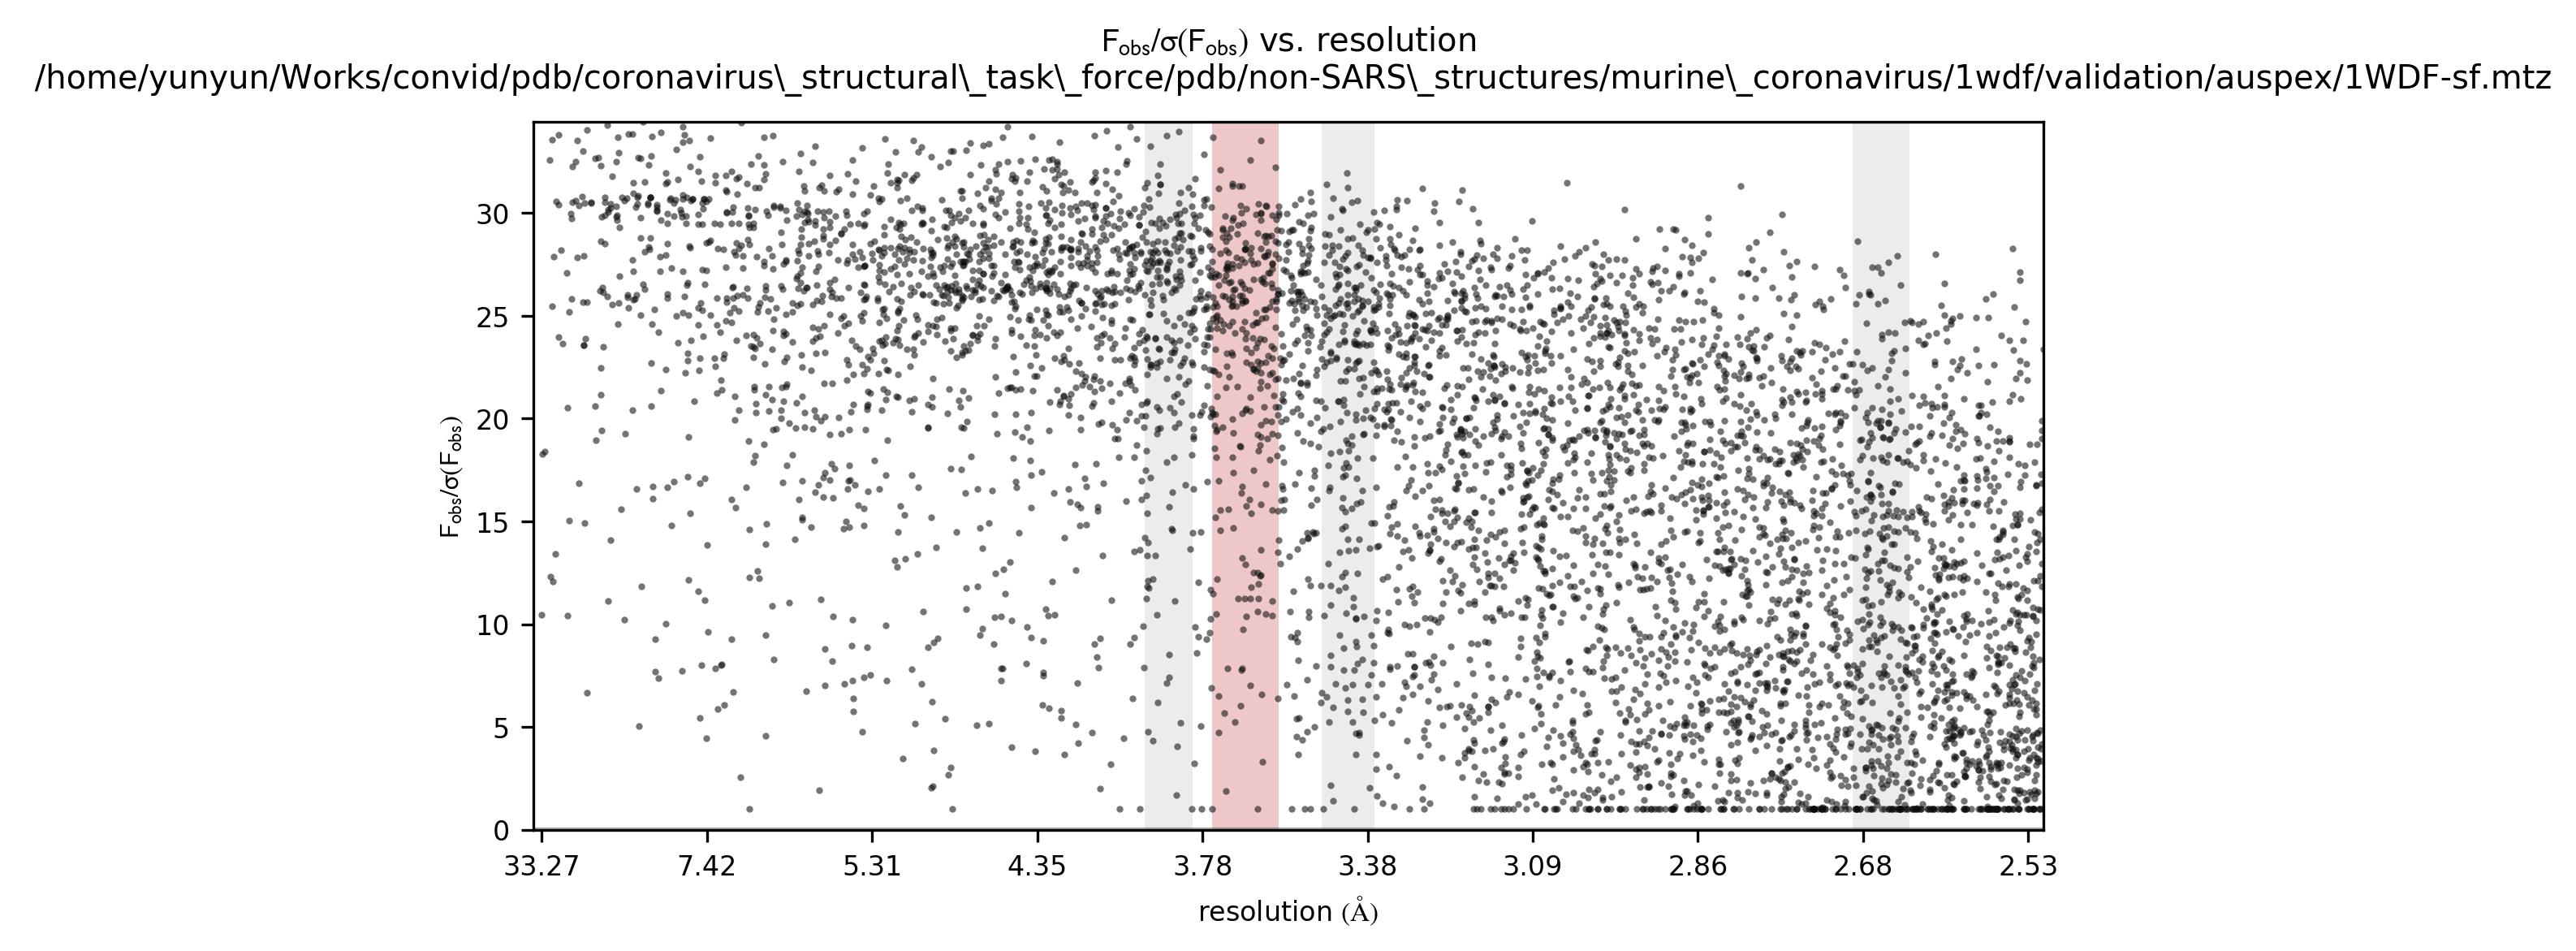 Fobs/σ(Fobs) vs. resolution
/home/yunyun/Works/convid/pdb/coronavirus\_structural\_task\_force/pdb/non-SARS\_structures/murine\_coronavirus/1wdf/validation/auspex/1WDF-sf.mtz
Fobs/σ(Fobs)
30
25
20
15
10
5
0
33.27 7.42 5.31 4.35 3.78 3.38 3.09 2.86 2.68 2.53
resolution (Å)